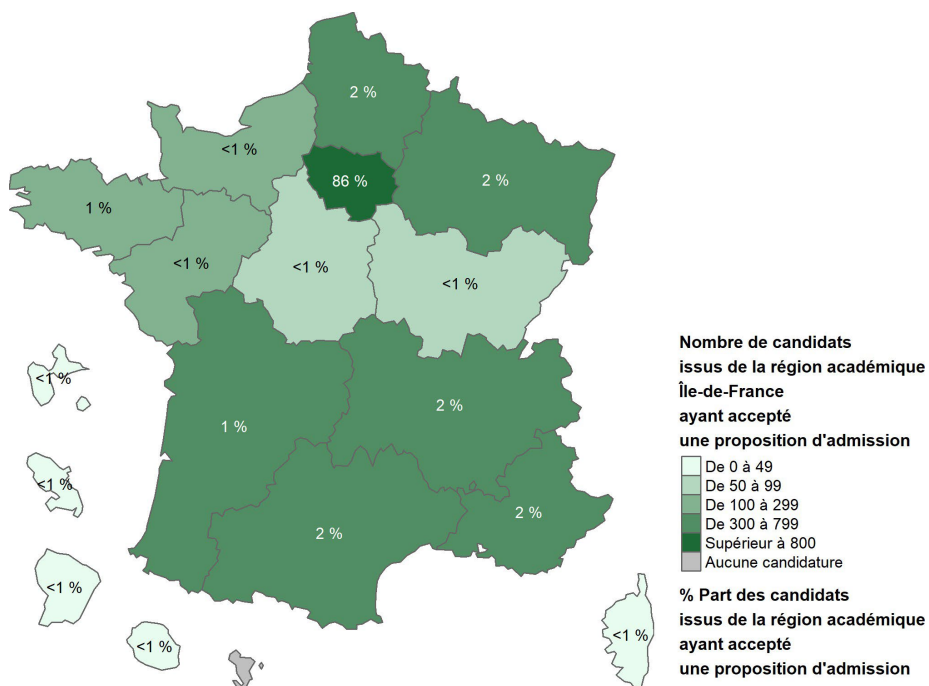 2 %
<1 %
86 %
2 %
1 %
<1 %
<1 %
<1 %
<1 %
2 %
1 %
<1 %
2 %
2 %
<1 %
<1 %
<1 %
Nombre de candidats
issus de la région académique
Île-de-France
ayant accepté
une proposition d'admission
De 0 à 49
De 50 à 99
De 100 à 299
De 300 à 799
Supérieur à 800
Aucune candidature
% Part des candidats
issus de la région académique
ayant accepté
une proposition d'admission